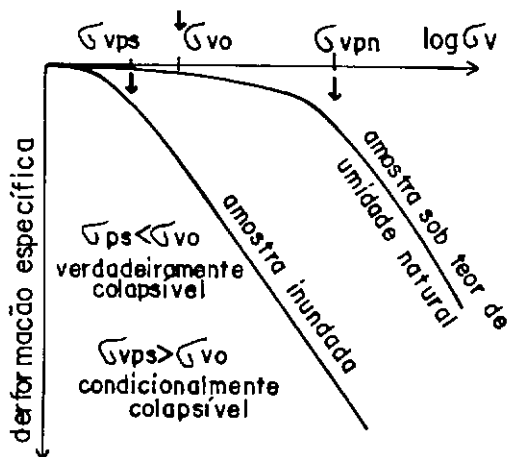 σvps σvo σvpn log σv
derformação específica
amostra sob teor de
umidade natural
amostra inundada
σps<σvo
verdadeiramente
colapsível
σvps>σvo
condicionalmente
colapsível